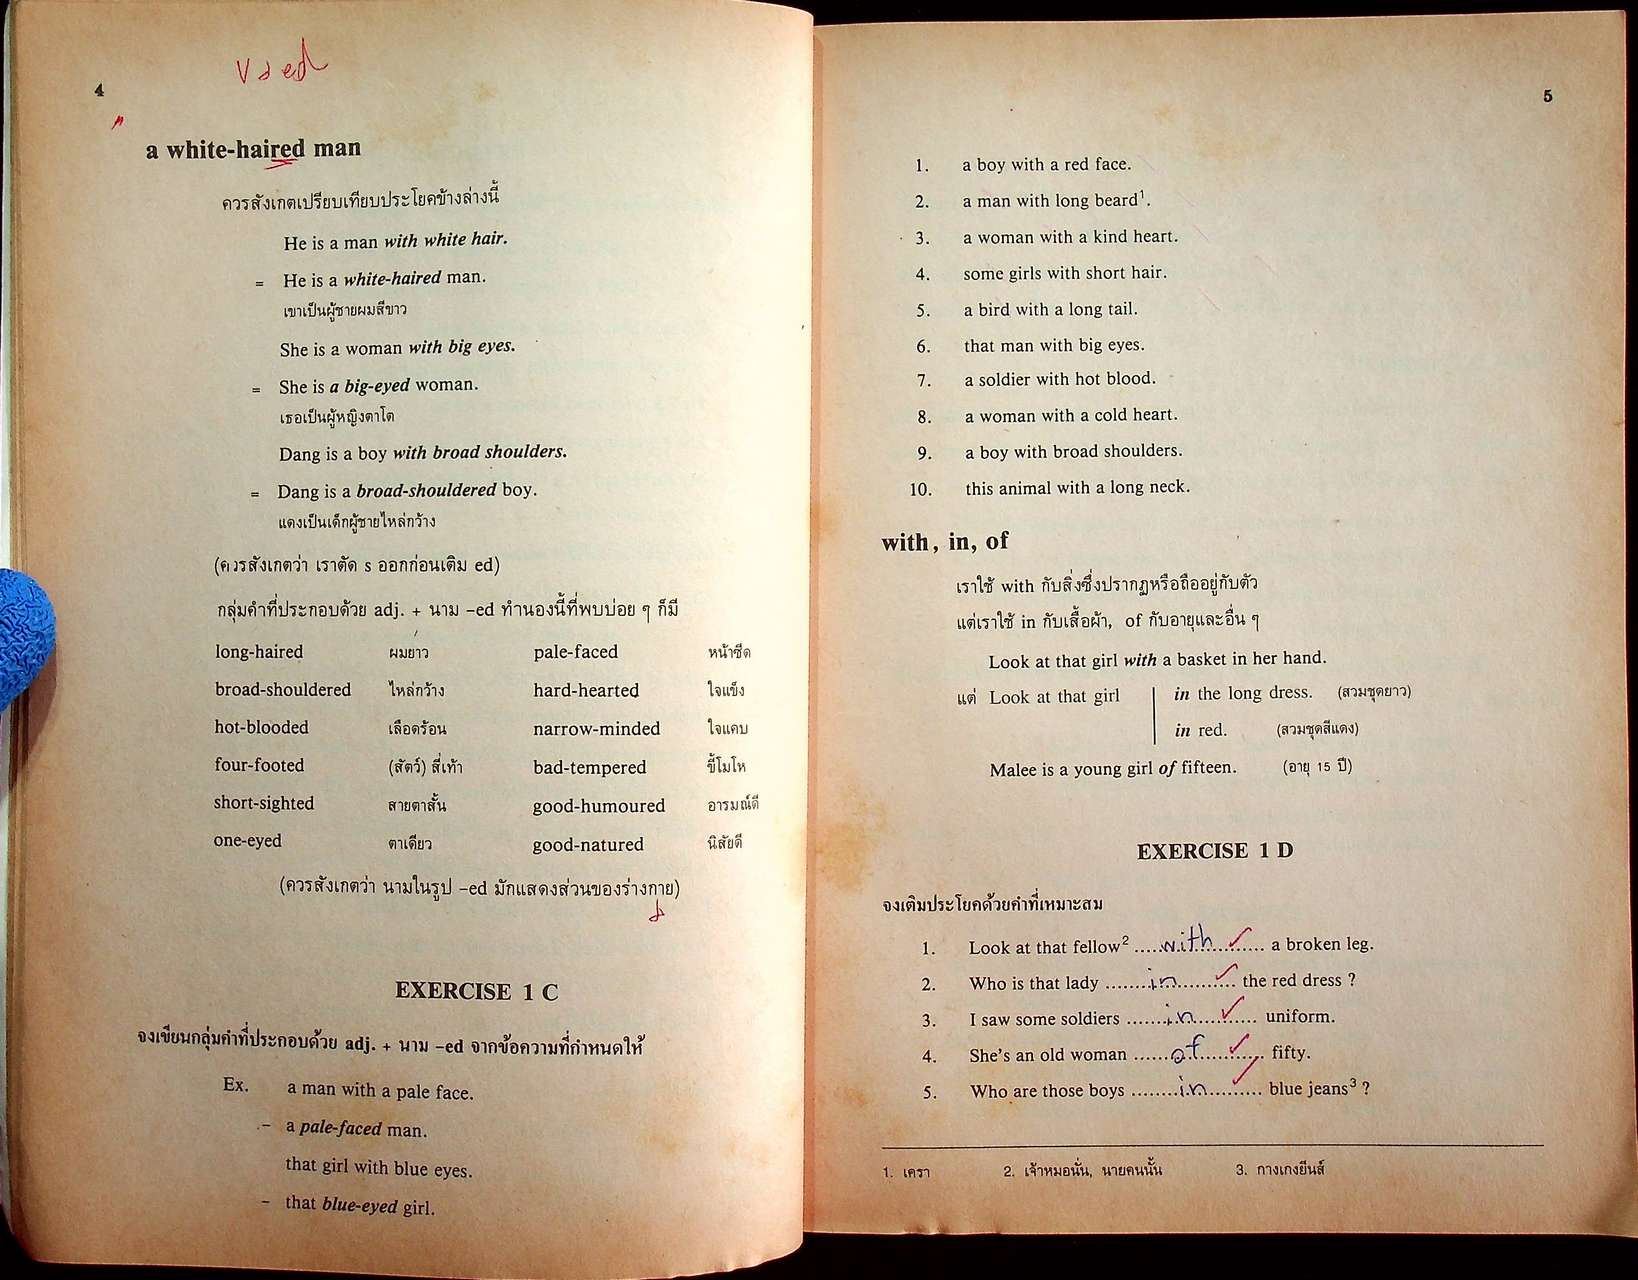 4
a white-haired man
ควรสังเกตเปรียบเทียบประโยคข้างล่างนี้
He is a man with white hair.
= He is a white-haired man.
เขาเป็นผู้ชายผมสีขาว
She is a woman with big eyes.
= She is a big-eyed woman.
เธอเป็นผู้หญิงตาโต
Dang is a boy with broad shoulders.
= Dang is a broad-shouldered boy.
แดงเป็นเด็กผู้ชายไหล่กว้าง
(ควรสังเกตว่า เราตัด s ออกก่อนเติม ed)
กลุ่มคำที่ประกอบด้วย adj. + นาม –ed ทำนองนี้ที่พบบ่อย ๆ ก็มี
long-haired ผมยาว pale-faced หน้าซีด
broad-shouldered ไหล่กว้าง hard-hearted ใจแข็ง
hot-blooded เลือดร้อน narrow-minded ใจแคบ
four-footed (สัตว์) สี่เท้า bad-tempered ขี้โมโห
short-sighted สายตาสั้น good-humoured อารมณ์ดี
one-eyed ตาเดียว good-natured นิสัยดี
(ควรสังเกตว่า นามในรูป –ed มักแสดงส่วนของร่างกาย)
EXERCISE 1 C
จงเขียนกลุ่มคำที่ประกอบด้วย adj. + นาม –ed จากข้อความที่กำหนดให้
Ex. a man with a pale face.
– a pale-faced man.
that girl with blue eyes.
– that blue-eyed girl.
5
1. a boy with a red face.
2. a man with long beard1.
3. a woman with a kind heart.
4. some girls with short hair.
5. a bird with a long tail.
6. that man with big eyes.
7. a soldier with hot blood.
8. a woman with a cold heart.
9. a boy with broad shoulders.
10. this animal with a long neck.
with, in, of
เราใช้ with กับสิ่งซึ่งปรากฏหรือถืออยู่กับตัว
แต่เราใช้ in กับเสื้อผ้า, of กับอายุและอื่น ๆ
Look at that girl with a basket in her hand.
แต่ Look at that girl in the long dress. (สวมชุดยาว)
in red. (สวมชุดสีแดง)
Malee is a young girl of fifteen. (อายุ 15 ปี)
EXERCISE 1 D
จงเติมประโยคด้วยคำที่เหมาะสม
1. Look at that fellow2 ....with.... a broken leg.
2. Who is that lady ....in.... the red dress ?
3. I saw some soldiers ....in.... uniform.
4. She's an old woman ....of.... fifty.
5. Who are those boys ....in.... blue jeans3 ?
1. เครา 2. เจ้าหมอนั่น, นายคนนั้น 3. กางเกงยีนส์